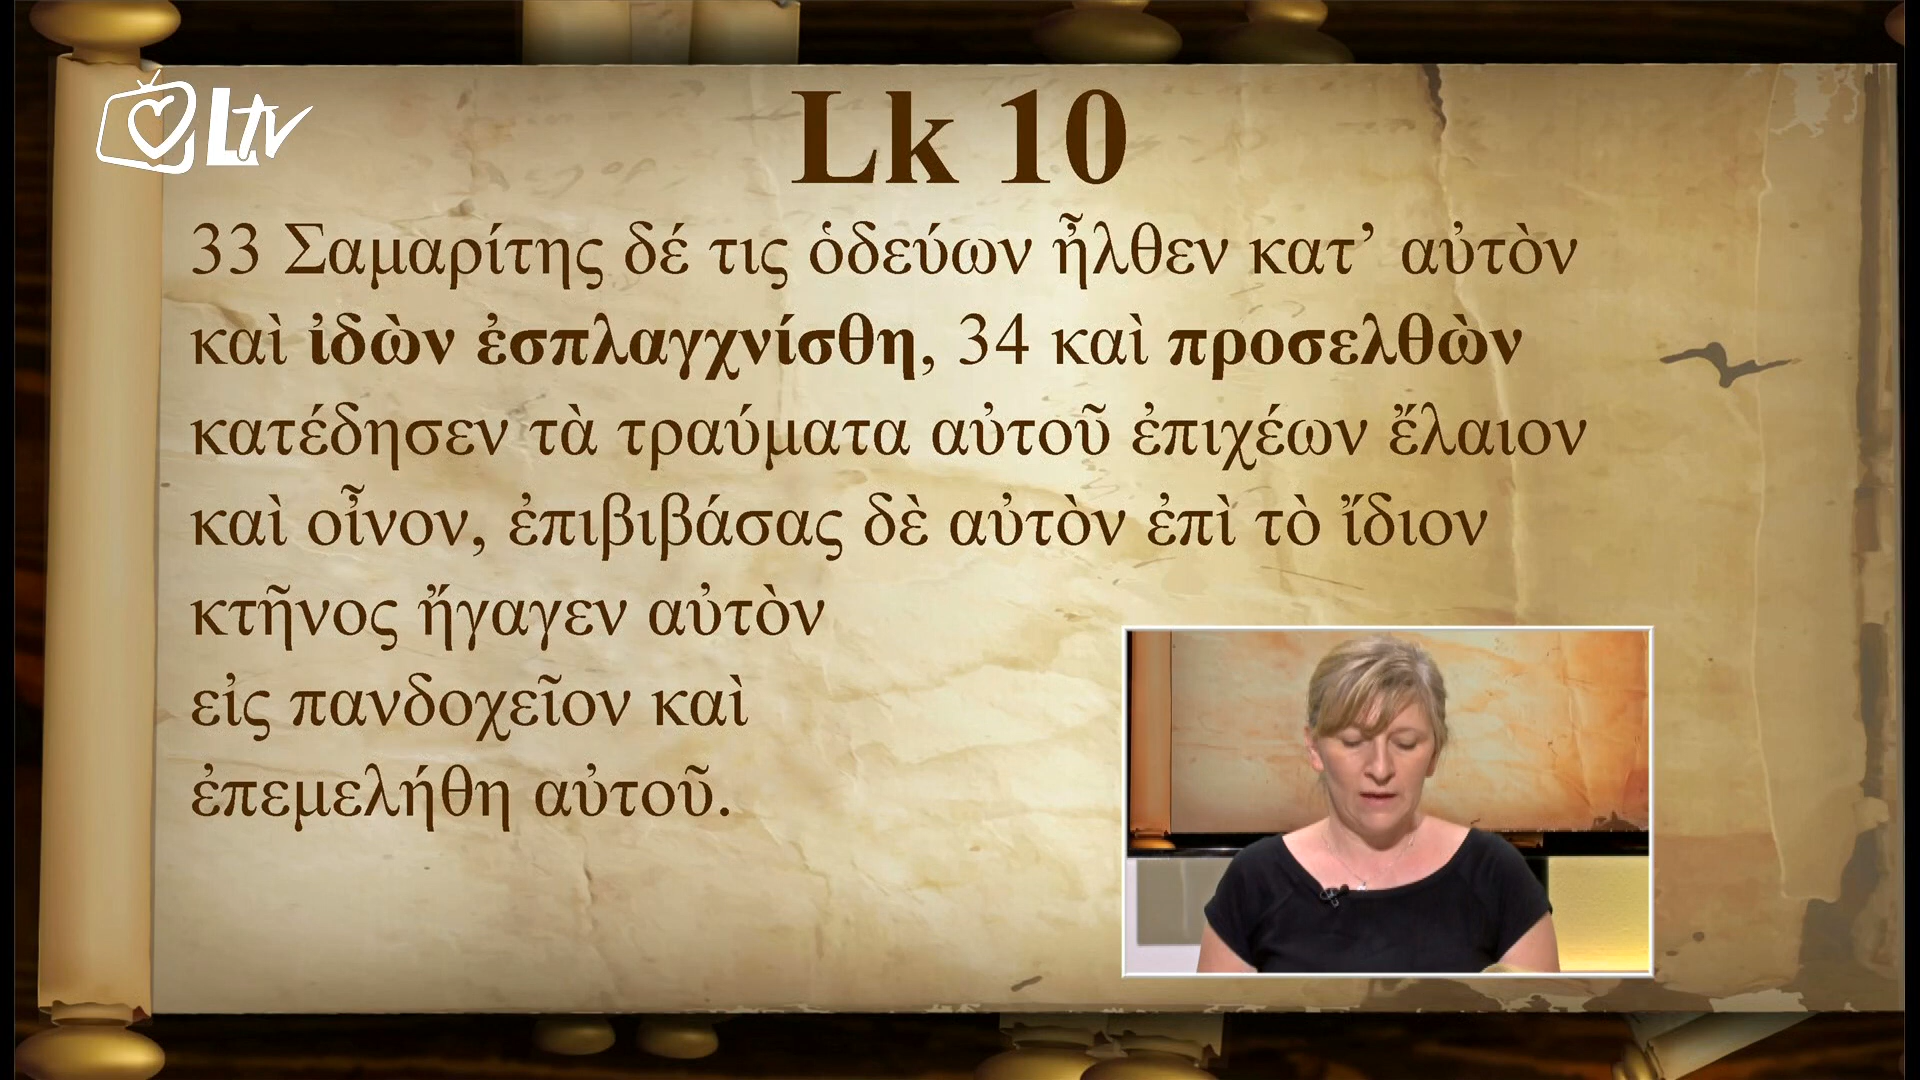 Ltv
Lk 10
33 Σαμαρίτης δέ τις ὁδεύων ἦλθεν κατ’ αὐτὸν
καὶ ἰδὼν ἐσπλαγχνίσθη, 34 καὶ προσελθὼν
κατέδησεν τὰ τραύματα αὐτοῦ ἐπιχέων ἔλαιον
καὶ οἶνον, ἐπιβιβάσας δὲ αὐτὸν ἐπὶ τὸ ἴδιον
κτῆνος ἤγαγεν αὐτὸν
εἰς πανδοχεῖον καὶ
ἐπεμελήθη αὐτοῦ.